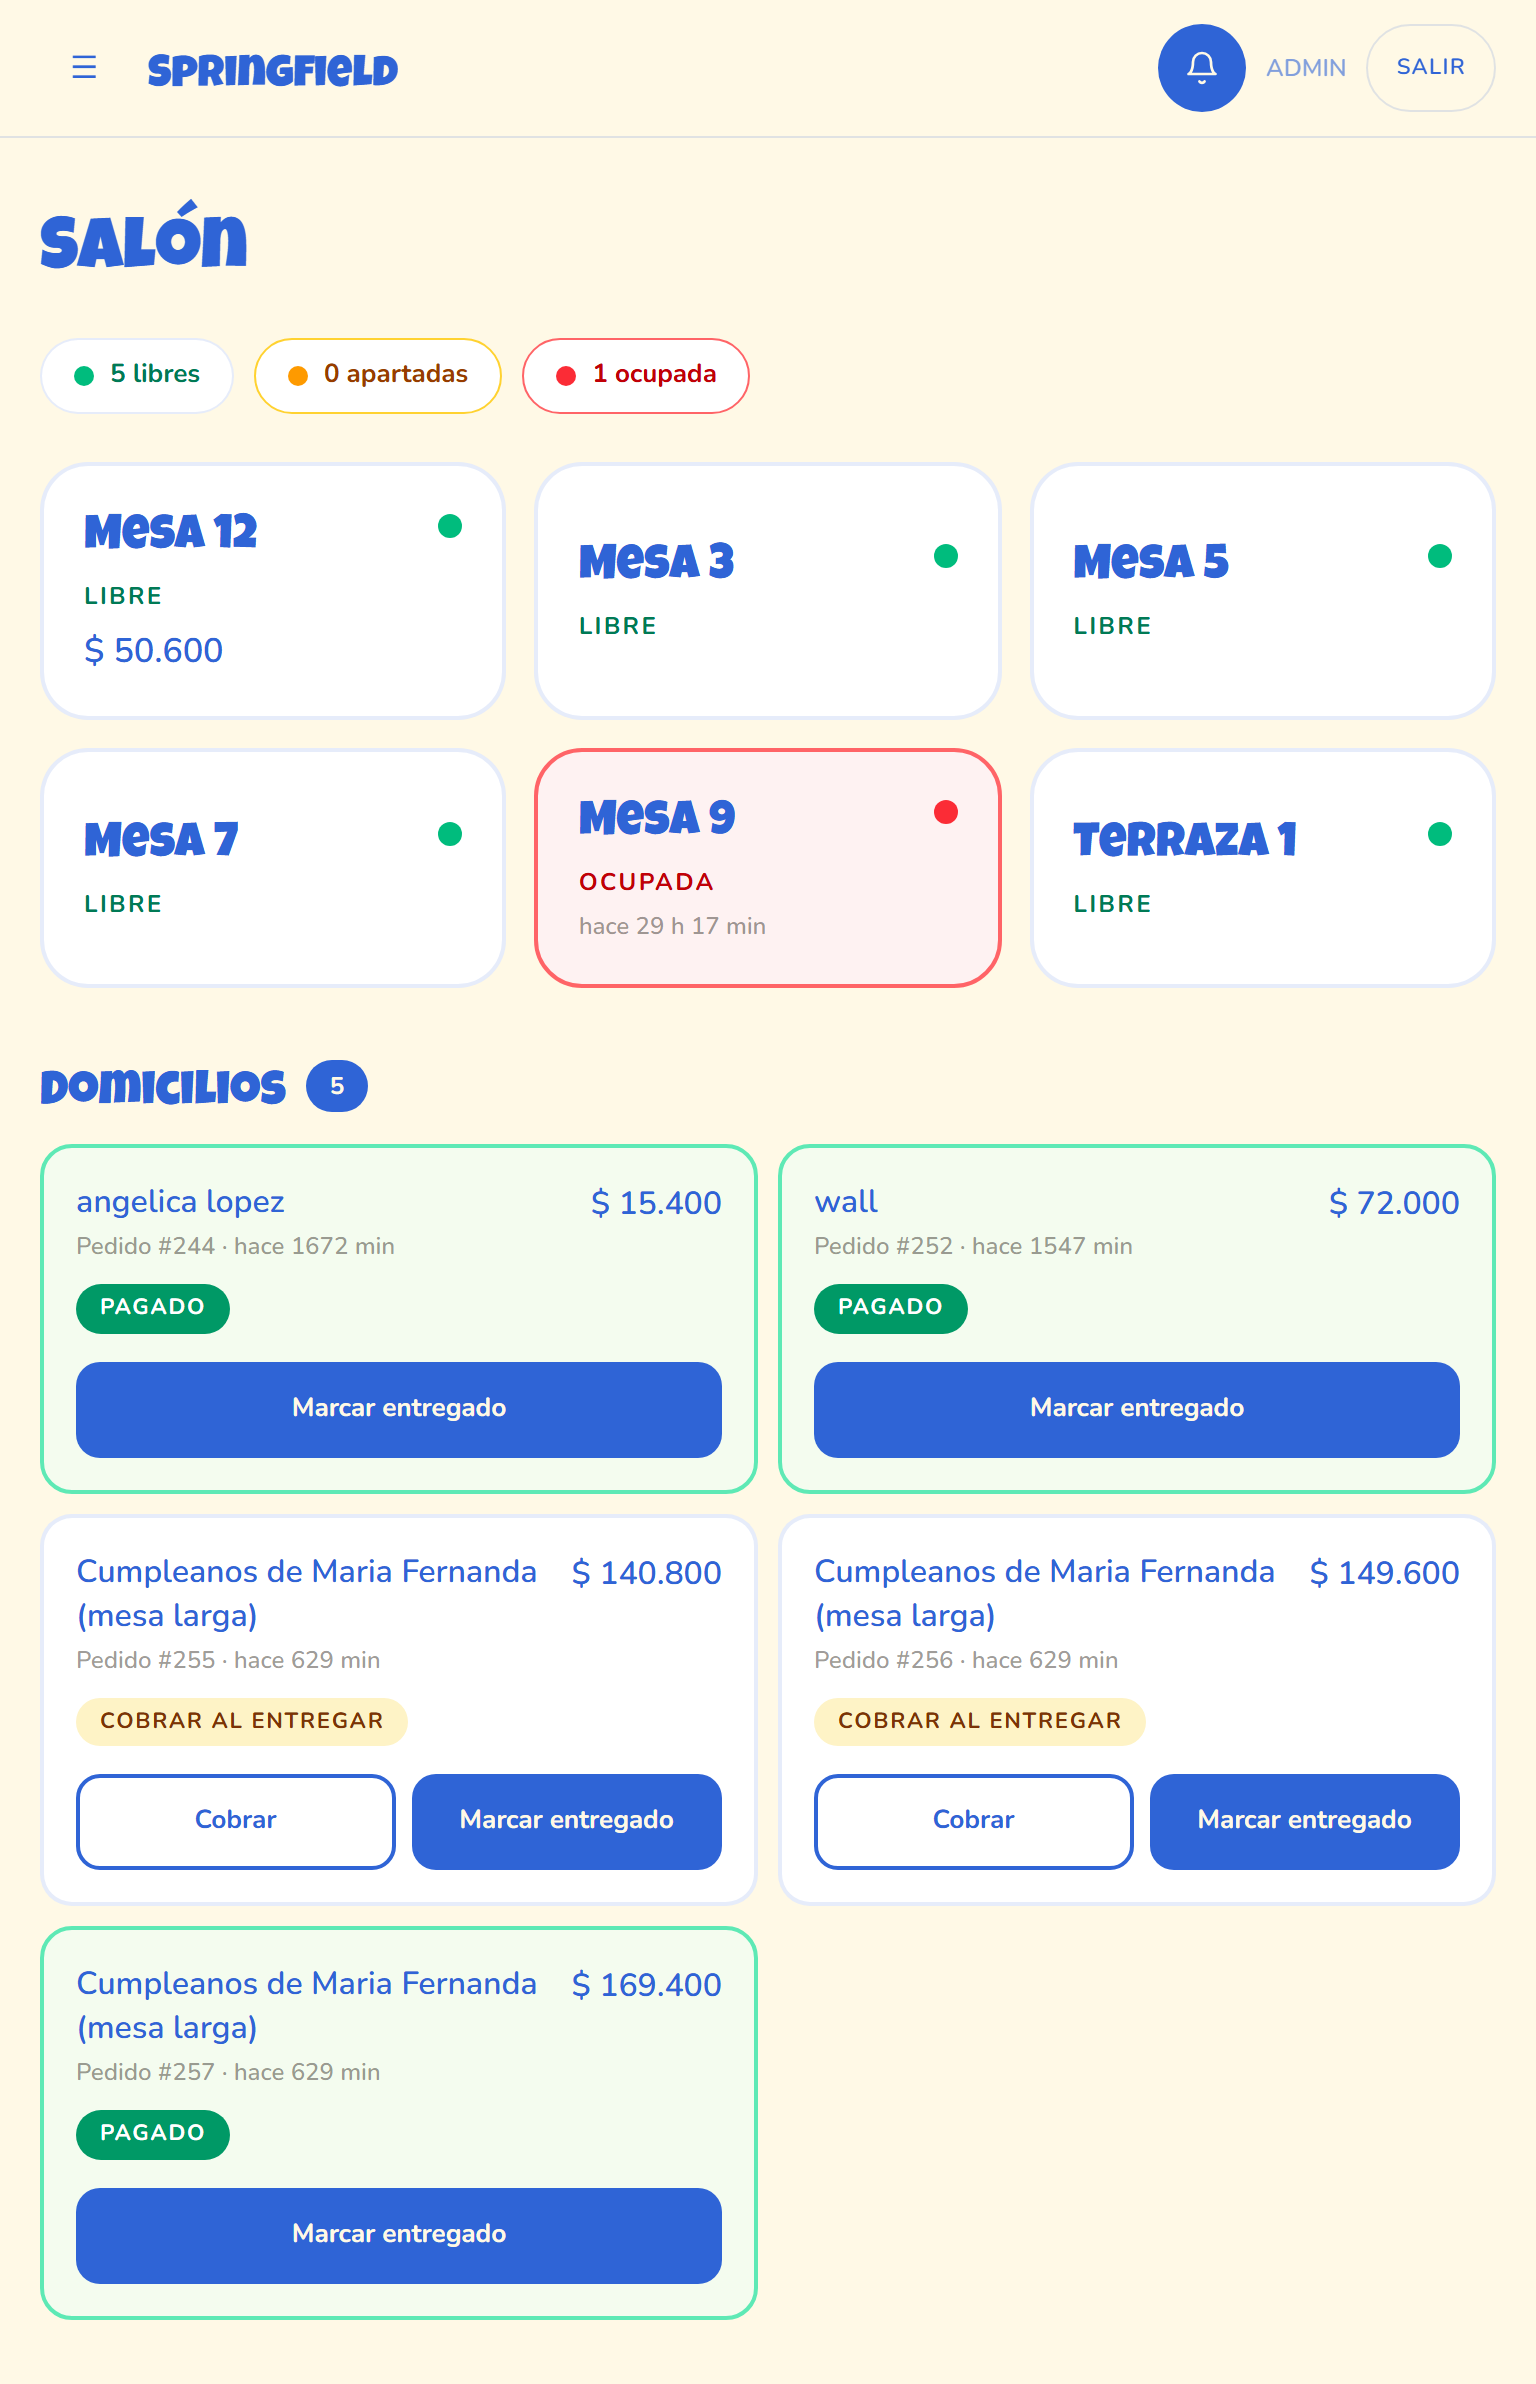 ☰ SPRINGFIELD ADMIN SALIR
SALÓN
5 libres 0 apartadas 1 ocupada
Mesa 12
LIBRE
$ 50.600
Mesa 3
LIBRE
Mesa 5
LIBRE
Mesa 7
LIBRE
Mesa 9
OCUPADA
hace 29 h 17 min
Terraza 1
LIBRE
Domicilios 5
angelica lopez $ 15.400
Pedido #244 · hace 1672 min
PAGADO
Marcar entregado
wall $ 72.000
Pedido #252 · hace 1547 min
PAGADO
Marcar entregado
Cumpleanos de Maria Fernanda $ 140.800
(mesa larga)
Pedido #255 · hace 629 min
COBRAR AL ENTREGAR
Cobrar Marcar entregado
Cumpleanos de Maria Fernanda $ 149.600
(mesa larga)
Pedido #256 · hace 629 min
COBRAR AL ENTREGAR
Cobrar Marcar entregado
Cumpleanos de Maria Fernanda $ 169.400
(mesa larga)
Pedido #257 · hace 629 min
PAGADO
Marcar entregado